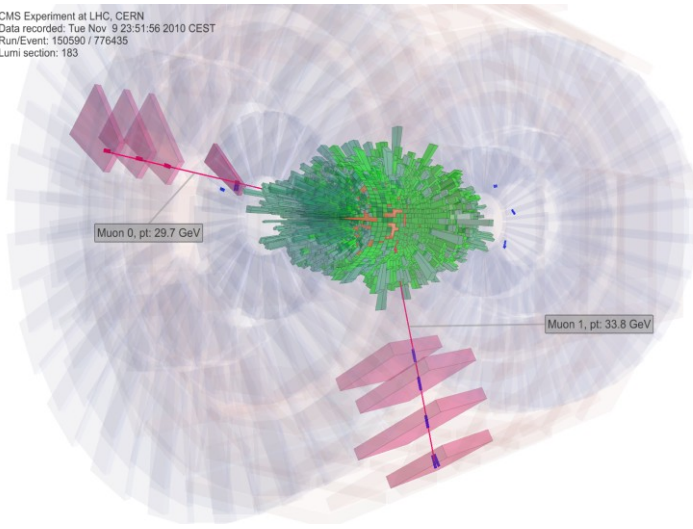 CMS Experiment at LHC, CERN
Data recorded: Tue Nov 9 23:51:56 2010 CEST
Run/Event: 150590 / 776435
Lumi section: 183
Muon 0, pt: 29.7 GeV
Muon 1, pt: 33.8 GeV